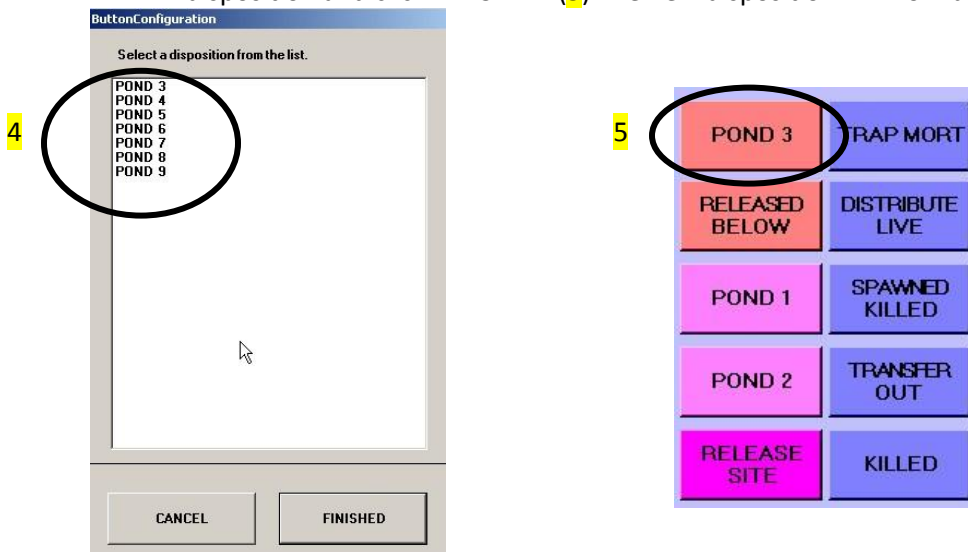 ButtonConfiguration
Select a disposition from the list.
POND 3
POND 4
POND 5
POND 6
POND 7
POND 8
POND 9
4
CANCEL
FINISHED
5
POND 3
TRAP MORT
RELEASED
BELOW
DISTRIBUTE
LIVE
POND 1
SPAWNED
KILLED
POND 2
TRANSFER
OUT
RELEASE
SITE
KILLED